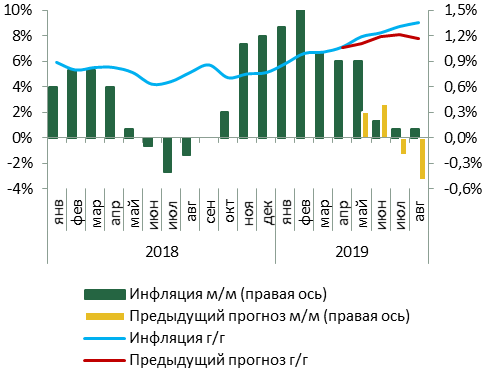 10% 1,5%
8% 1,2%
6% 0,9%
4% 0,6%
2% 0,3%
0% 0,0%
-2% -0,3%
-4% -0,6%
янв фев мар апр май июн июл авг сен окт ноя дек янв фев мар апр май июн июл авг
2018 2019
Инфляция м/м (правая ось)
Предыдущий прогноз м/м (правая ось)
Инфляция г/г
Предыдущий прогноз г/г